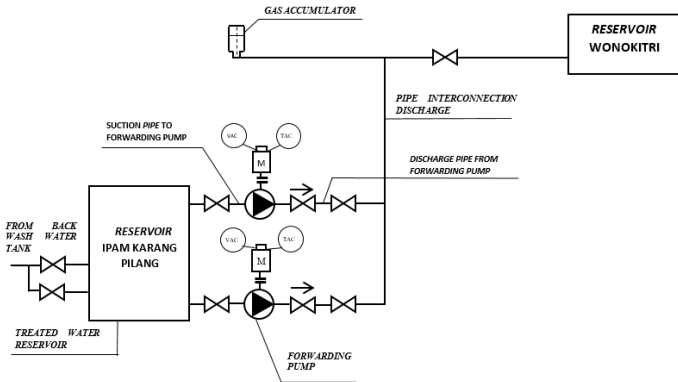 GAS ACCUMULATOR
RESERVOIR
WONOKITRI
PIPE INTERCONNECTION
DISCHARGE
SUCTION PIPE TO
FORWARDING PUMP
VAC
TAC
M
DISCHARGE PIPE FROM
FORWARDING PUMP
FROM BACK
WASH WATER
TANK
RESERVOIR
IPAM KARANG
PILANG
VAC
TAC
M
TREATED WATER
RESERVOIR
FORWARDING
PUMP